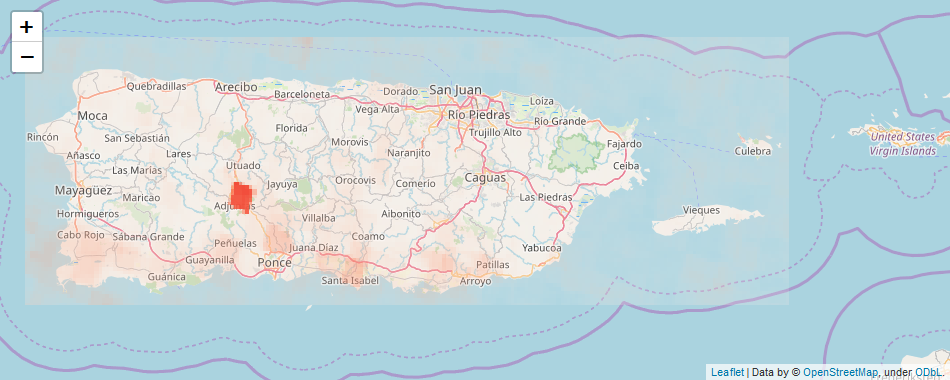 +
−
Quebradillas
Arecibo
Barceloneta
Dorado
San Juan
Loíza
Vega Alta
Río Piedras
Río Grande
Moca
Florida
Trujillo Alto
Rincón
San Sebastián
Morovis
Fajardo
United States
Virgin Islands
Añasco
Lares
Naranjito
Culebra
Las Marías
Utuado
Ceiba
Mayagüez
Jayuya
Orocovis
Comerío
Caguas
Maricao
Las Piedras
Hormigueros
Villalba
Aibonito
Vieques
Cabo Rojo
Sábana Grande
Coamo
Peñuelas
Juana Díaz
Yabucoa
Guayanilla
Ponce
Patillas
Guánica
Santa Isabel
Arroyo
Leaflet | Data by © OpenStreetMap, under ODbL.